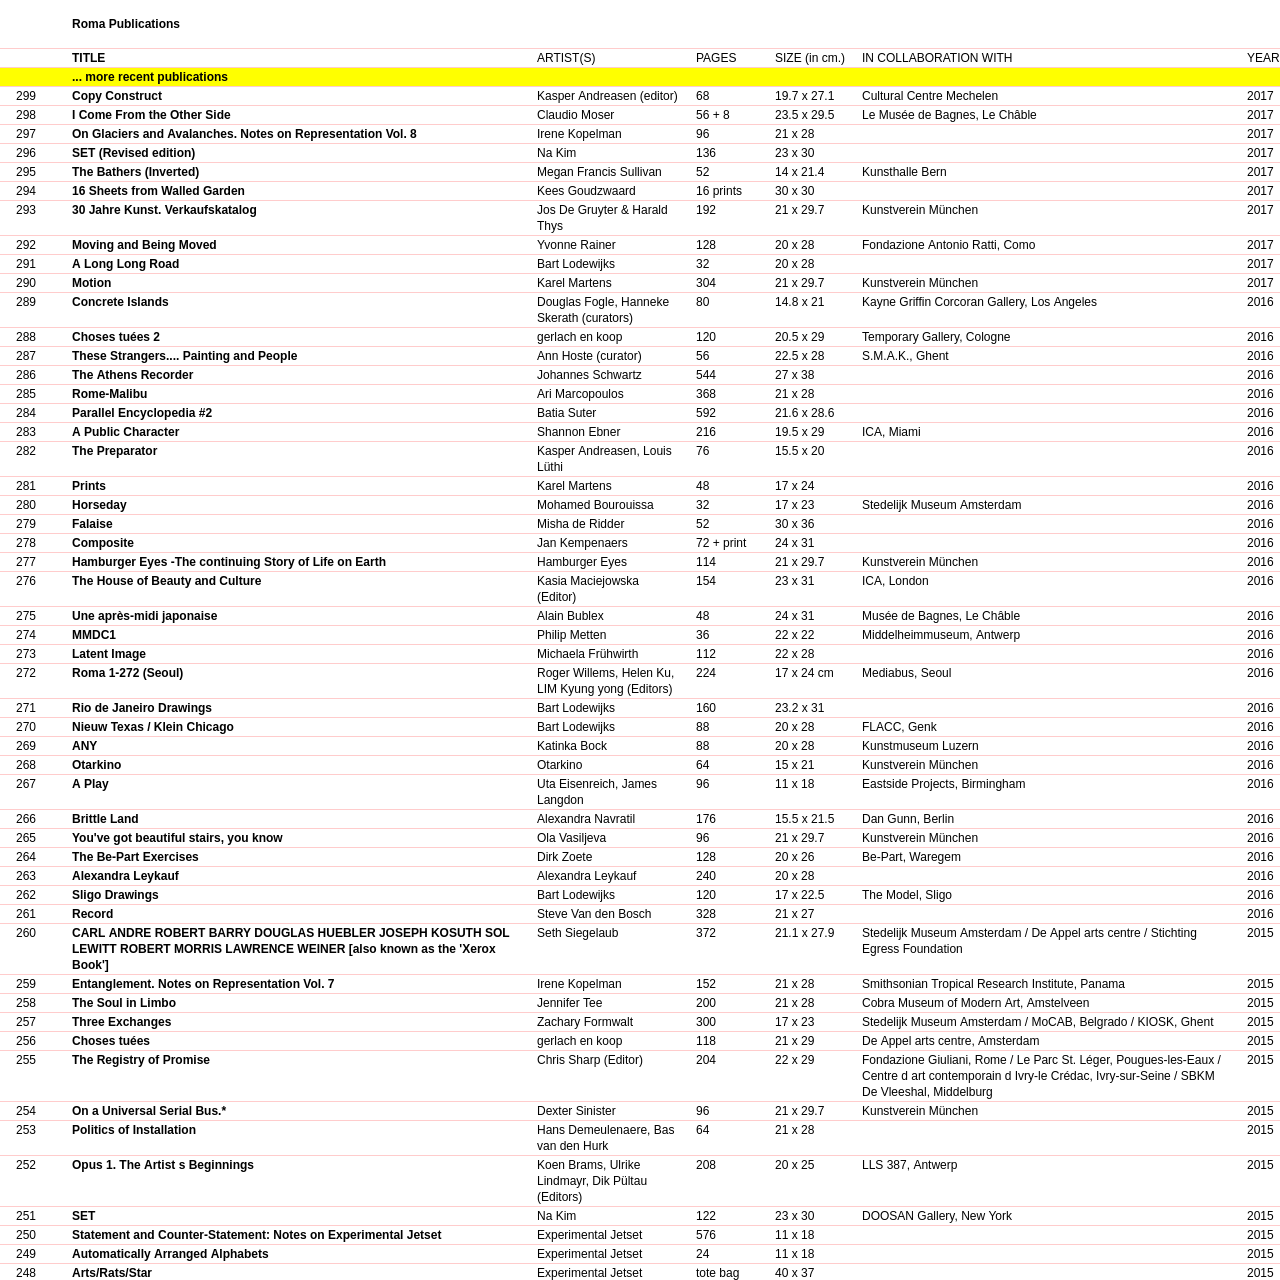 Roma Publications
TITLE ARTIST(S) PAGES SIZE (in cm.) IN COLLABORATION WITH YEAR
... more recent publications
299 Copy Construct Kasper Andreasen (editor) 68 19.7 x 27.1 Cultural Centre Mechelen 2017
298 I Come From the Other Side Claudio Moser 56 + 8 23.5 x 29.5 Le Musée de Bagnes, Le Châble 2017
297 On Glaciers and Avalanches. Notes on Representation Vol. 8 Irene Kopelman 96 21 x 28 2017
296 SET (Revised edition) Na Kim 136 23 x 30 2017
295 The Bathers (Inverted) Megan Francis Sullivan 52 14 x 21.4 Kunsthalle Bern 2017
294 16 Sheets from Walled Garden Kees Goudzwaard 16 prints 30 x 30 2017
293 30 Jahre Kunst. Verkaufskatalog Jos De Gruyter & Harald 192 21 x 29.7 Kunstverein München 2017
Thys
292 Moving and Being Moved Yvonne Rainer 128 20 x 28 Fondazione Antonio Ratti, Como 2017
291 A Long Long Road Bart Lodewijks 32 20 x 28 2017
290 Motion Karel Martens 304 21 x 29.7 Kunstverein München 2017
289 Concrete Islands Douglas Fogle, Hanneke 80 14.8 x 21 Kayne Griffin Corcoran Gallery, Los Angeles 2016
Skerath (curators)
288 Choses tuées 2 gerlach en koop 120 20.5 x 29 Temporary Gallery, Cologne 2016
287 These Strangers.... Painting and People Ann Hoste (curator) 56 22.5 x 28 S.M.A.K., Ghent 2016
286 The Athens Recorder Johannes Schwartz 544 27 x 38 2016
285 Rome-Malibu Ari Marcopoulos 368 21 x 28 2016
284 Parallel Encyclopedia #2 Batia Suter 592 21.6 x 28.6 2016
283 A Public Character Shannon Ebner 216 19.5 x 29 ICA, Miami 2016
282 The Preparator Kasper Andreasen, Louis 76 15.5 x 20 2016
Lüthi
281 Prints Karel Martens 48 17 x 24 2016
280 Horseday Mohamed Bourouissa 32 17 x 23 Stedelijk Museum Amsterdam 2016
279 Falaise Misha de Ridder 52 30 x 36 2016
278 Composite Jan Kempenaers 72 + print 24 x 31 2016
277 Hamburger Eyes -The continuing Story of Life on Earth Hamburger Eyes 114 21 x 29.7 Kunstverein München 2016
276 The House of Beauty and Culture Kasia Maciejowska 154 23 x 31 ICA, London 2016
(Editor)
275 Une après-midi japonaise Alain Bublex 48 24 x 31 Musée de Bagnes, Le Châble 2016
274 MMDC1 Philip Metten 36 22 x 22 Middelheimmuseum, Antwerp 2016
273 Latent Image Michaela Frühwirth 112 22 x 28 2016
272 Roma 1-272 (Seoul) Roger Willems, Helen Ku, 224 17 x 24 cm Mediabus, Seoul 2016
LIM Kyung yong (Editors)
271 Rio de Janeiro Drawings Bart Lodewijks 160 23.2 x 31 2016
270 Nieuw Texas / Klein Chicago Bart Lodewijks 88 20 x 28 FLACC, Genk 2016
269 ANY Katinka Bock 88 20 x 28 Kunstmuseum Luzern 2016
268 Otarkino Otarkino 64 15 x 21 Kunstverein München 2016
267 A Play Uta Eisenreich, James 96 11 x 18 Eastside Projects, Birmingham 2016
Langdon
266 Brittle Land Alexandra Navratil 176 15.5 x 21.5 Dan Gunn, Berlin 2016
265 You've got beautiful stairs, you know Ola Vasiljeva 96 21 x 29.7 Kunstverein München 2016
264 The Be-Part Exercises Dirk Zoete 128 20 x 26 Be-Part, Waregem 2016
263 Alexandra Leykauf Alexandra Leykauf 240 20 x 28 2016
262 Sligo Drawings Bart Lodewijks 120 17 x 22.5 The Model, Sligo 2016
261 Record Steve Van den Bosch 328 21 x 27 2016
260 CARL ANDRE ROBERT BARRY DOUGLAS HUEBLER JOSEPH KOSUTH SOL Seth Siegelaub 372 21.1 x 27.9 Stedelijk Museum Amsterdam / De Appel arts centre / Stichting 2015
LEWITT ROBERT MORRIS LAWRENCE WEINER [also known as the 'Xerox Egress Foundation
Book']
259 Entanglement. Notes on Representation Vol. 7 Irene Kopelman 152 21 x 28 Smithsonian Tropical Research Institute, Panama 2015
258 The Soul in Limbo Jennifer Tee 200 21 x 28 Cobra Museum of Modern Art, Amstelveen 2015
257 Three Exchanges Zachary Formwalt 300 17 x 23 Stedelijk Museum Amsterdam / MoCAB, Belgrado / KIOSK, Ghent 2015
256 Choses tuées gerlach en koop 118 21 x 29 De Appel arts centre, Amsterdam 2015
255 The Registry of Promise Chris Sharp (Editor) 204 22 x 29 Fondazione Giuliani, Rome / Le Parc St. Léger, Pougues-les-Eaux / 2015
Centre d art contemporain d Ivry-le Crédac, Ivry-sur-Seine / SBKM
De Vleeshal, Middelburg
254 On a Universal Serial Bus.* Dexter Sinister 96 21 x 29.7 Kunstverein München 2015
253 Politics of Installation Hans Demeulenaere, Bas 64 21 x 28 2015
van den Hurk
252 Opus 1. The Artist s Beginnings Koen Brams, Ulrike 208 20 x 25 LLS 387, Antwerp 2015
Lindmayr, Dik Pültau
(Editors)
251 SET Na Kim 122 23 x 30 DOOSAN Gallery, New York 2015
250 Statement and Counter-Statement: Notes on Experimental Jetset Experimental Jetset 576 11 x 18 2015
249 Automatically Arranged Alphabets Experimental Jetset 24 11 x 18 2015
248 Arts/Rats/Star Experimental Jetset tote bag 40 x 37 2015